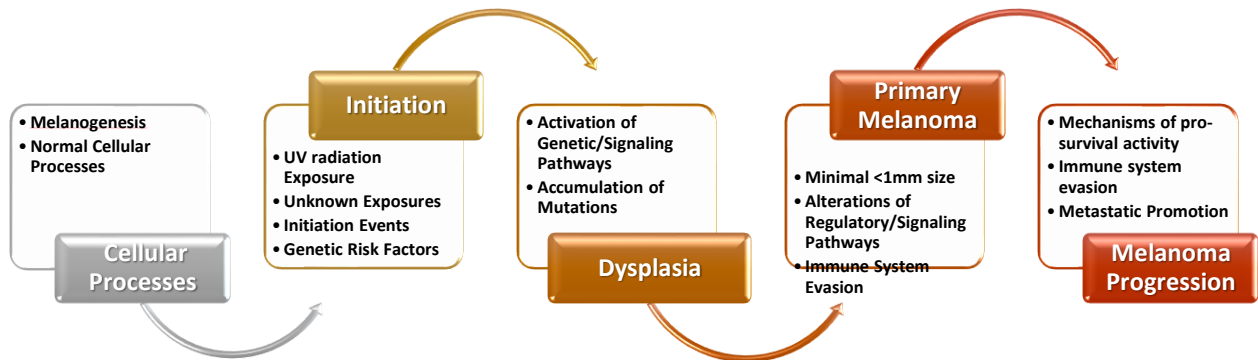 • Melanogenesis
• Normal Cellular
Processes
Cellular
Processes
Initiation
• UV radiation
Exposure
• Unknown Exposures
• Initiation Events
• Genetic Risk Factors
• Activation of
Genetic/Signaling
Pathways
• Accumulation of
Mutations
Dysplasia
Primary
Melanoma
• Minimal <1mm size
• Alterations of
Regulatory/Signaling
Pathways
• Immune System
Evasion
• Mechanisms of pro-
survival activity
• Immune system
evasion
• Metastatic Promotion
Melanoma
Progression